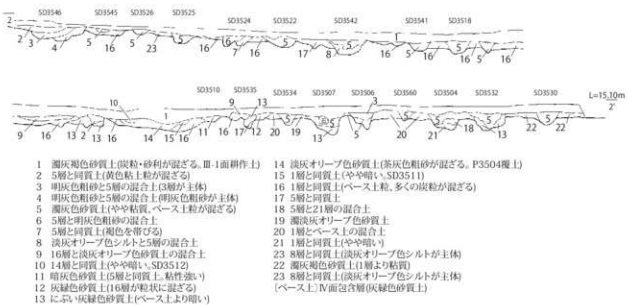 SD3546 SD3545 SD3526 SD3525 SD3524 SD3522 SD3542 SD3541 SD3518
2 2 3 4 5 16 5 23 5 16 16 7 16 17 8 5 16 5 16 5 16
SD3510 SD3535 SD3534 SD3507 SD3506 SD3560 SD3504 SD3532 SD3530
L=15.10m
1 濁灰褐色砂質土(炭粒・砂利が混ざる。Ⅲ-1面耕作土)
2 5層と同質土(黄色粘土粒が混ざる)
3 明灰色粗砂と5層の混合土(3層が主体)
4 明灰色粗砂と5層の混合土(明灰色粗砂が主体)
5 濁灰色砂質土(やや粘質、ベース土粒が混ざる)
6 5層と明灰色粗砂の混合土
7 5層と同質土(褐色を帯びる)
8 淡灰オリーブ色シルトと5層の混合土
9 16層と淡灰オリーブ色砂質土の混合土
10 14層と同質土(やや暗い。SD3512)
11 暗灰色砂質土(5層と同質土。粘性強い)
12 灰緑色砂質土(16層が粒状に混ざる)
13 にぶい灰緑色砂質土(ベース土より暗い)
14 淡灰オリーブ色砂質土(茶灰色粗砂が混ざる。P3504覆土)
15 1層と同質土(やや暗い。SD3511)
16 1層と同質土(ベース土粒、多くの炭粒が混ざる)
17 5層と同質土
18 5層と21層の混合土
19 濁淡灰オリーブ色砂質土
20 1層とベース土の混合土
21 1層と同質土(やや暗い)
23 8層と同質土(淡灰オリーブ色シルトが主体)
22 濁灰褐色砂質土(1層より粘質)
23 8層と同質土(淡灰オリーブ色シルトが主体)
〔ベース土〕Ⅳ面包含層(灰緑色砂質土)